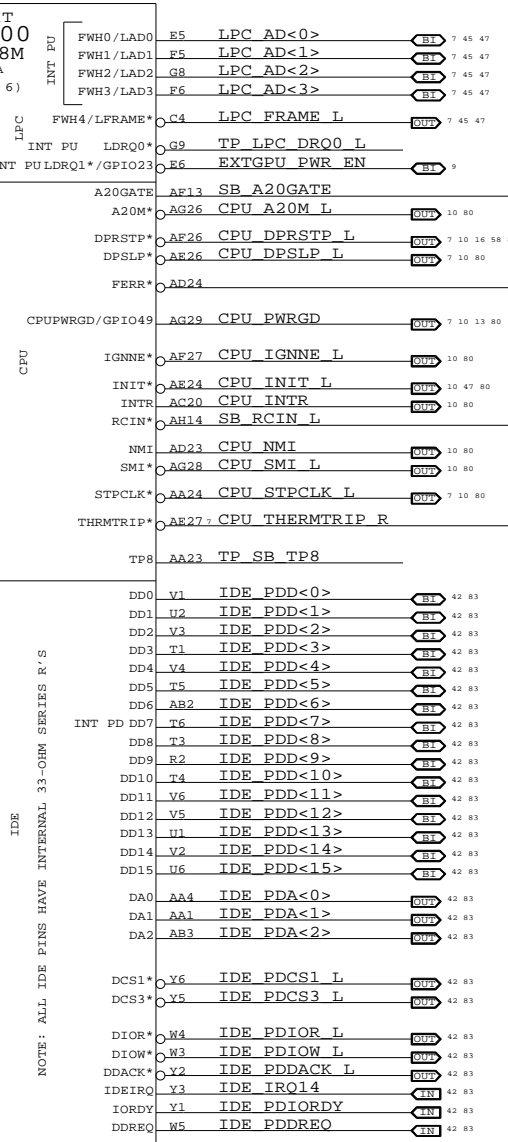 T
00
8M
A
6)
INT PU
FWH0/LAD0 E5 LPC_AD<0> BI 7 45 47
FWH1/LAD1 F5 LPC_AD<1> BI 7 45 47
FWH2/LAD2 G8 LPC_AD<2> BI 7 45 47
FWH3/LAD3 F6 LPC_AD<3> BI 7 45 47
LPC
FWH4/LFRAME* C4 LPC_FRAME_L OUT 7 45 47
INT PU LDRQ0* G9 TP_LPC_DRQ0_L
NT PU LDRQ1*/GPIO23 E6 EXTGPU_PWR_EN BI 9
A20GATE AF13 SB_A20GATE
A20M* AG26 CPU_A20M_L OUT 10 80
DPRSTP* AF26 CPU_DPRSTP_L OUT 7 10 16 58
DPSLP* AE26 CPU_DPSLP_L OUT 7 10 80
FERR* AD24
CPUPWRGD/GPIO49 AG29 CPU_PWRGD OUT 7 10 13 80
CPU
IGNNE* AF27 CPU_IGNNE_L OUT 10 80
INIT* AE24 CPU_INIT_L OUT 10 47 80
INTR AC20 CPU_INTR OUT 10 80
RCIN* AH14 SB_RCIN_L
NMI AD23 CPU_NMI OUT 10 80
SMI* AG28 CPU_SMI_L OUT 10 80
STPCLK* AA24 CPU_STPCLK_L OUT 7 10 80
THRMTRIP* AE27 7 CPU_THERMTRIP_R
TP8 AA23 TP_SB_TP8
DD0 V1 IDE_PDD<0> BI 42 83
DD1 U2 IDE_PDD<1> BI 42 83
DD2 V3 IDE_PDD<2> BI 42 83
DD3 T1 IDE_PDD<3> BI 42 83
DD4 V4 IDE_PDD<4> BI 42 83
DD5 T5 IDE_PDD<5> BI 42 83
DD6 AB2 IDE_PDD<6> BI 42 83
INT PD DD7 T6 IDE_PDD<7> BI 42 83
DD8 T3 IDE_PDD<8> BI 42 83
DD9 R2 IDE_PDD<9> BI 42 83
DD10 T4 IDE_PDD<10> BI 42 83
DD11 V6 IDE_PDD<11> BI 42 83
DD12 V5 IDE_PDD<12> BI 42 83
DD13 U1 IDE_PDD<13> BI 42 83
DD14 V2 IDE_PDD<14> BI 42 83
DD15 U6 IDE_PDD<15> BI 42 83
IDE
NOTE: ALL IDE PINS HAVE INTERNAL 33-OHM SERIES R'S
DA0 AA4 IDE_PDA<0> OUT 42 83
DA1 AA1 IDE_PDA<1> OUT 42 83
DA2 AB3 IDE_PDA<2> OUT 42 83
DCS1* Y6 IDE_PDCS1_L OUT 42 83
DCS3* Y5 IDE_PDCS3_L OUT 42 83
DIOR* W4 IDE_PDIOR_L OUT 42 83
DIOW* W3 IDE_PDIOW_L OUT 42 83
DDACK* Y2 IDE_PDDACK_L OUT 42 83
IDEIRQ Y3 IDE_IRQ14 IN 42 83
IORDY Y1 IDE_PDIORDY IN 42 83
DDREQ W5 IDE_PDDREQ IN 42 83